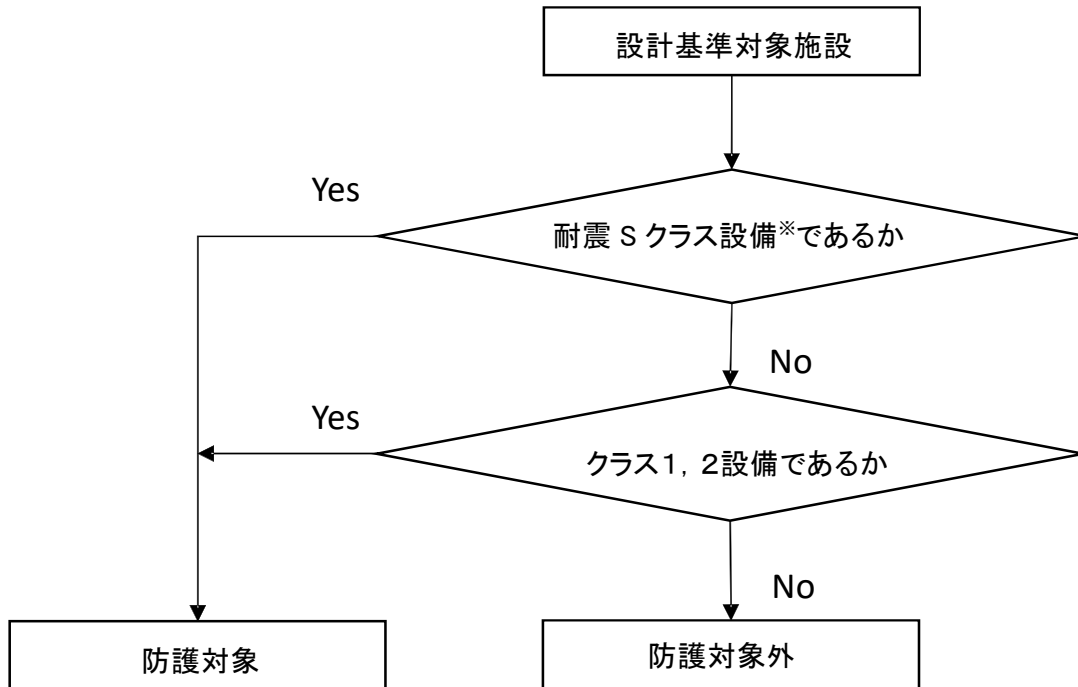 設計基準対象施設
Yes
耐震 S クラス設備※であるか
No
Yes
クラス１，２設備であるか
No
防護対象
防護対象外